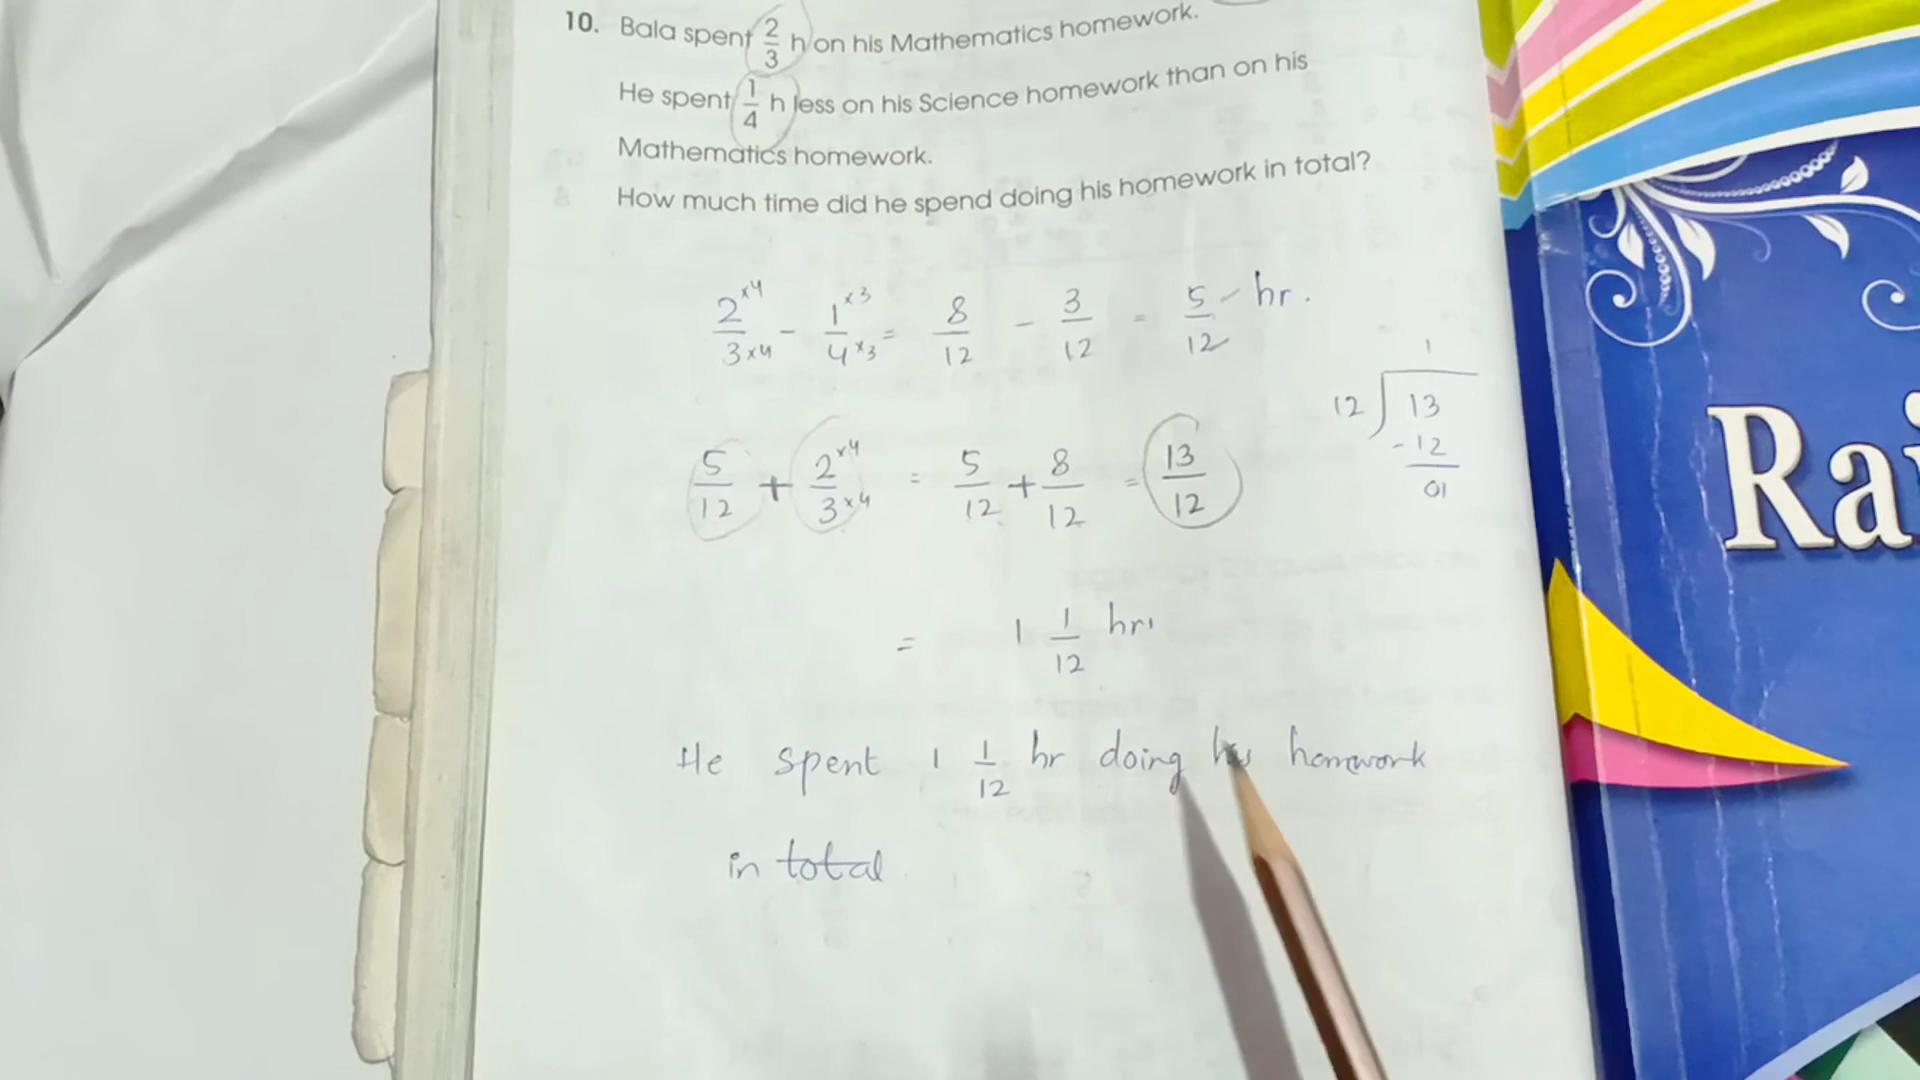 10. Bala spent 2/3 h on his Mathematics homework.
He spent 1/4 h less on his Science homework than on his
Mathematics homework.
How much time did he spend doing his homework in total?
2×4/3×4 - 1×3/4×3 = 8/12 - 3/12 = 5/12 hr.
1
12 ) 13
-12
01
5/12 + 2×4/3×4 = 5/12 + 8/12 = 13/12
= 1 1/12 hr.
He spent 1 1/12 hr doing his homework
in total
Rai